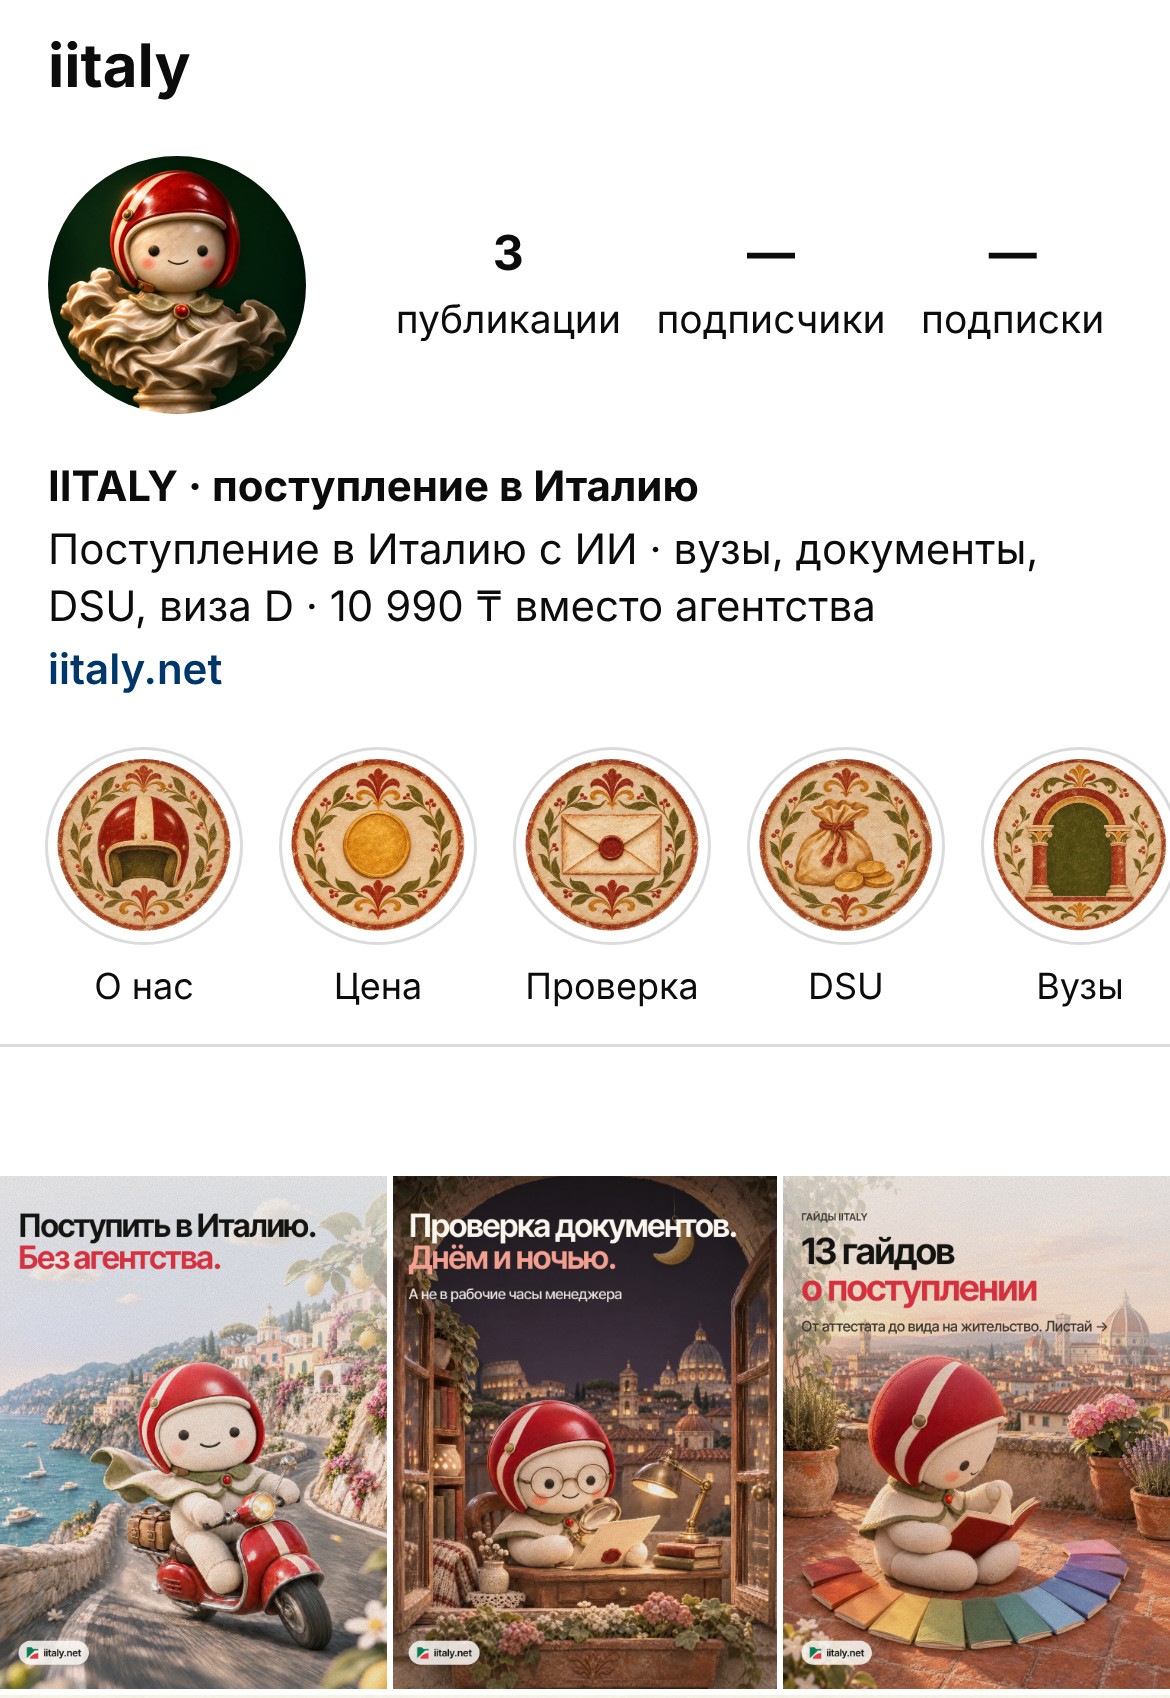 iitaly
3
—
—
публикации
подписчики
подписки
IITALY · поступление в Италию
Поступление в Италию с ИИ · вузы, документы,
DSU, виза D · 10 990 ₸ вместо агентства
iitaly.net
О нас
Цена
Проверка
DSU
Вузы
Поступить в Италию.
Без агентства.
iitaly.net
Проверка документов.
Днём и ночью.
А не в рабочие часы менеджера
iitaly.net
ГАЙДЫ IITALY
13 гайдов
о поступлении
От аттестата до вида на жительство. Листай →
iitaly.net